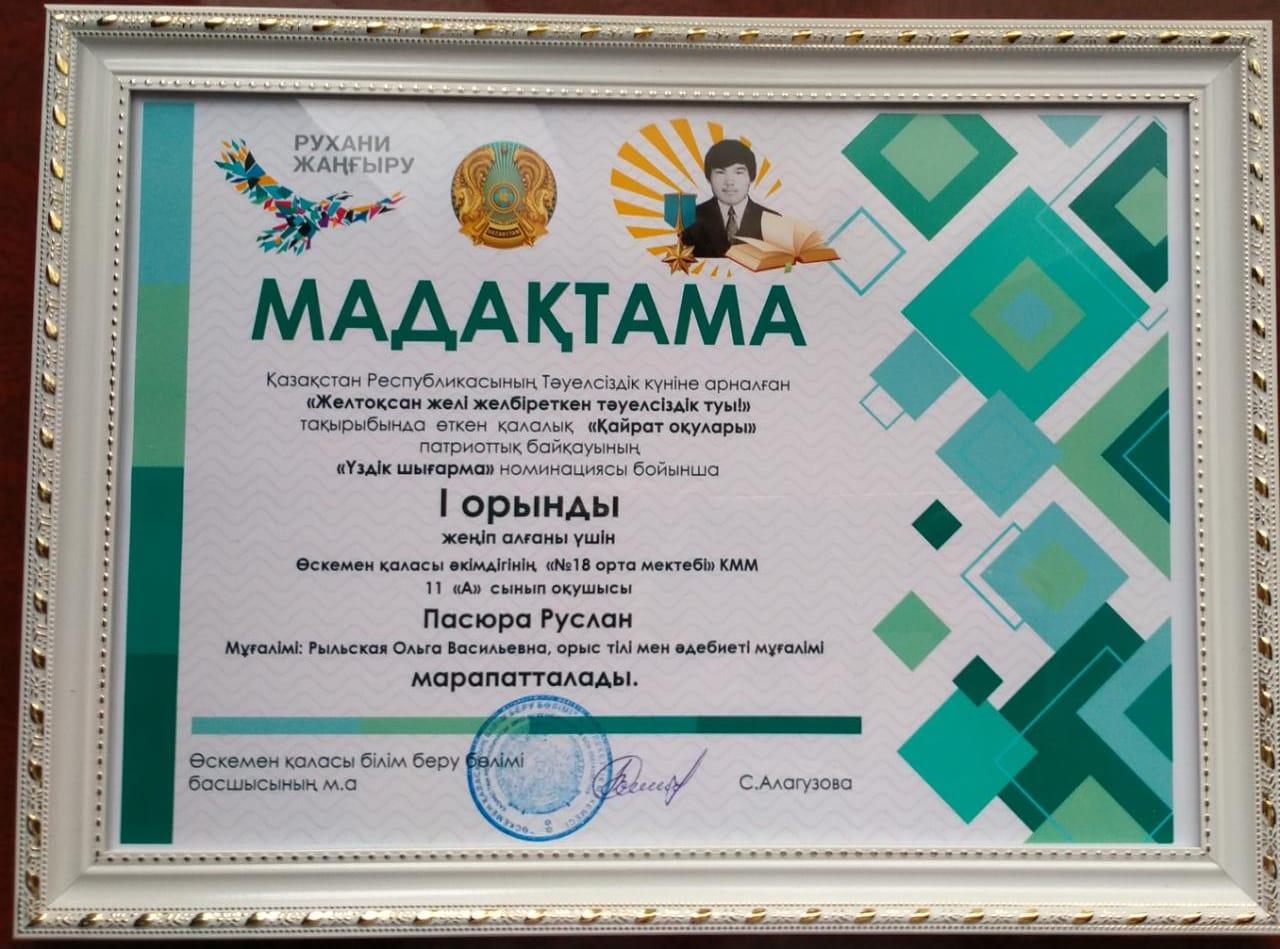 РУХАНИ
ЖАҢҒЫРУ
ҚАЗАҚСТАН
МАДАҚТАМА
Қазақстан Республикасының Тәуелсіздік күніне арналған
«Желтоқсан желі желбіреткен тәуелсіздік туы!»
тақырыбында өткен қалалық «Қайрат оқулары»
патриоттық байқауының
«Үздік шығарма» номинациясы бойынша
І орынды
жеңіп алғаны үшін
Өскемен қаласы әкімдігінің «№18 орта мектебі» КММ
11 «А» сынып оқушысы
Пасюра Руслан
Мұғалімі: Рыльская Ольга Васильевна, орыс тілі мен әдебиеті мұғалімі
марапатталады.
Өскемен қаласы білім беру бөлімі
басшысының м.а
С.Алагузова